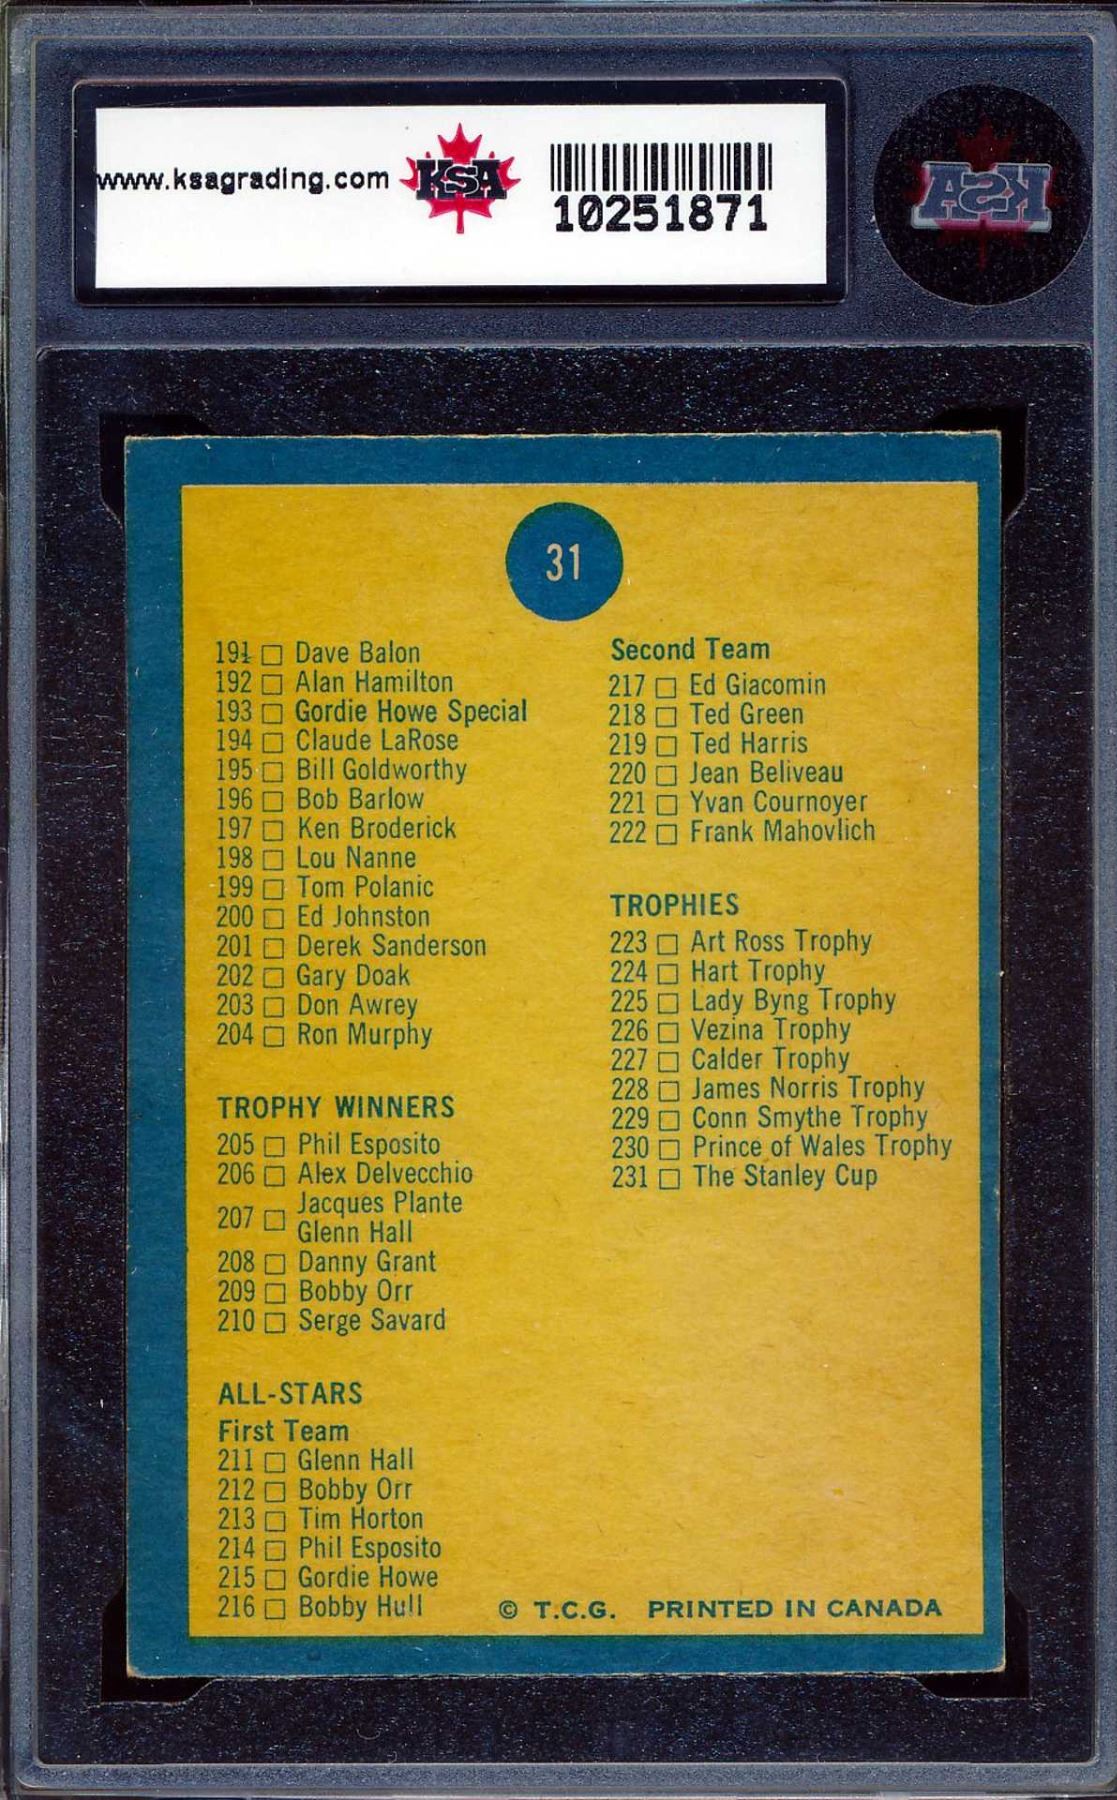 www.ksagrading.com
KSA
10251871
KSA
31
191 Dave Balon
192 Alan Hamilton
193 Gordie Howe Special
194 Claude LaRose
195 Bill Goldworthy
196 Bob Barlow
197 Ken Broderick
198 Lou Nanne
199 Tom Polanic
200 Ed Johnston
201 Derek Sanderson
202 Gary Doak
203 Don Awrey
204 Ron Murphy
TROPHY WINNERS
205 Phil Esposito
206 Alex Delvecchio
207 Jacques Plante
Glenn Hall
208 Danny Grant
209 Bobby Orr
210 Serge Savard
ALL-STARS
First Team
211 Glenn Hall
212 Bobby Orr
213 Tim Horton
214 Phil Esposito
215 Gordie Howe
216 Bobby Hull
Second Team
217 Ed Giacomin
218 Ted Green
219 Ted Harris
220 Jean Beliveau
221 Yvan Cournoyer
222 Frank Mahovlich
TROPHIES
223 Art Ross Trophy
224 Hart Trophy
225 Lady Byng Trophy
226 Vezina Trophy
227 Calder Trophy
228 James Norris Trophy
229 Conn Smythe Trophy
230 Prince of Wales Trophy
231 The Stanley Cup
© T.C.G. PRINTED IN CANADA